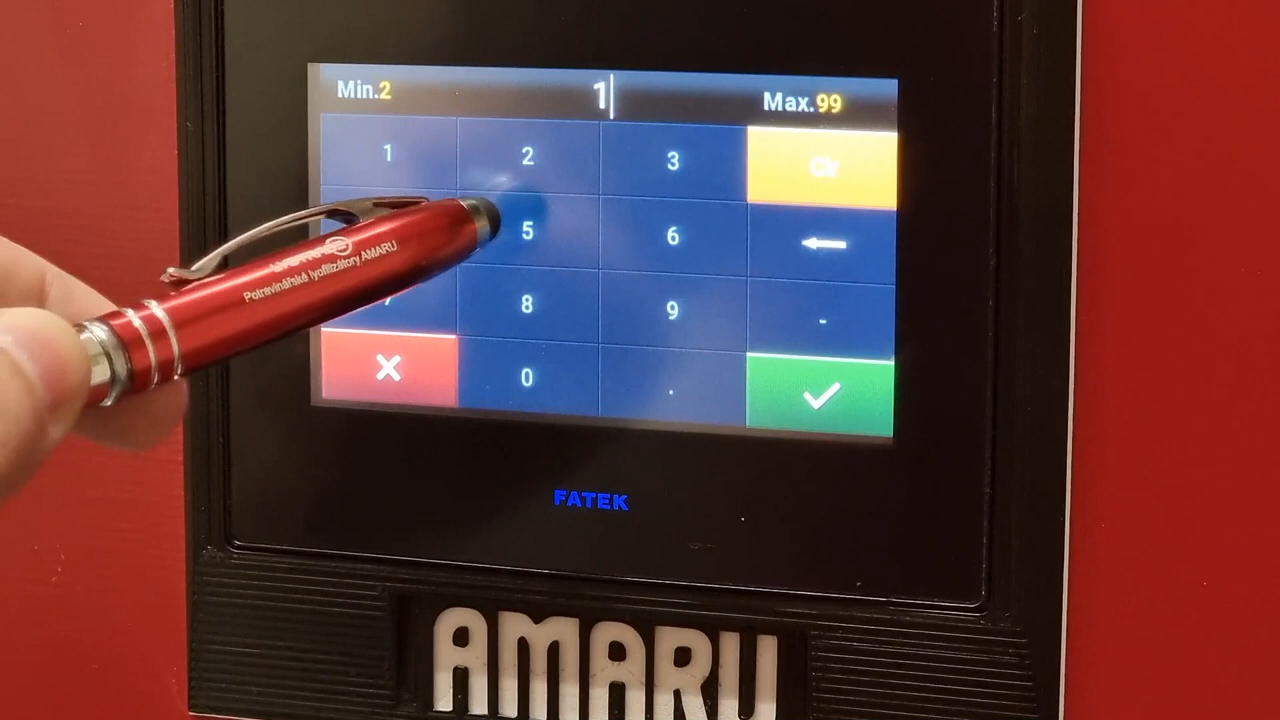 Min.2 1 Max.99
1 2 3 Clr
5 6
8 9 -
0 .
Potravinářské lyofilizátory AMARU
FATEK
AMARU